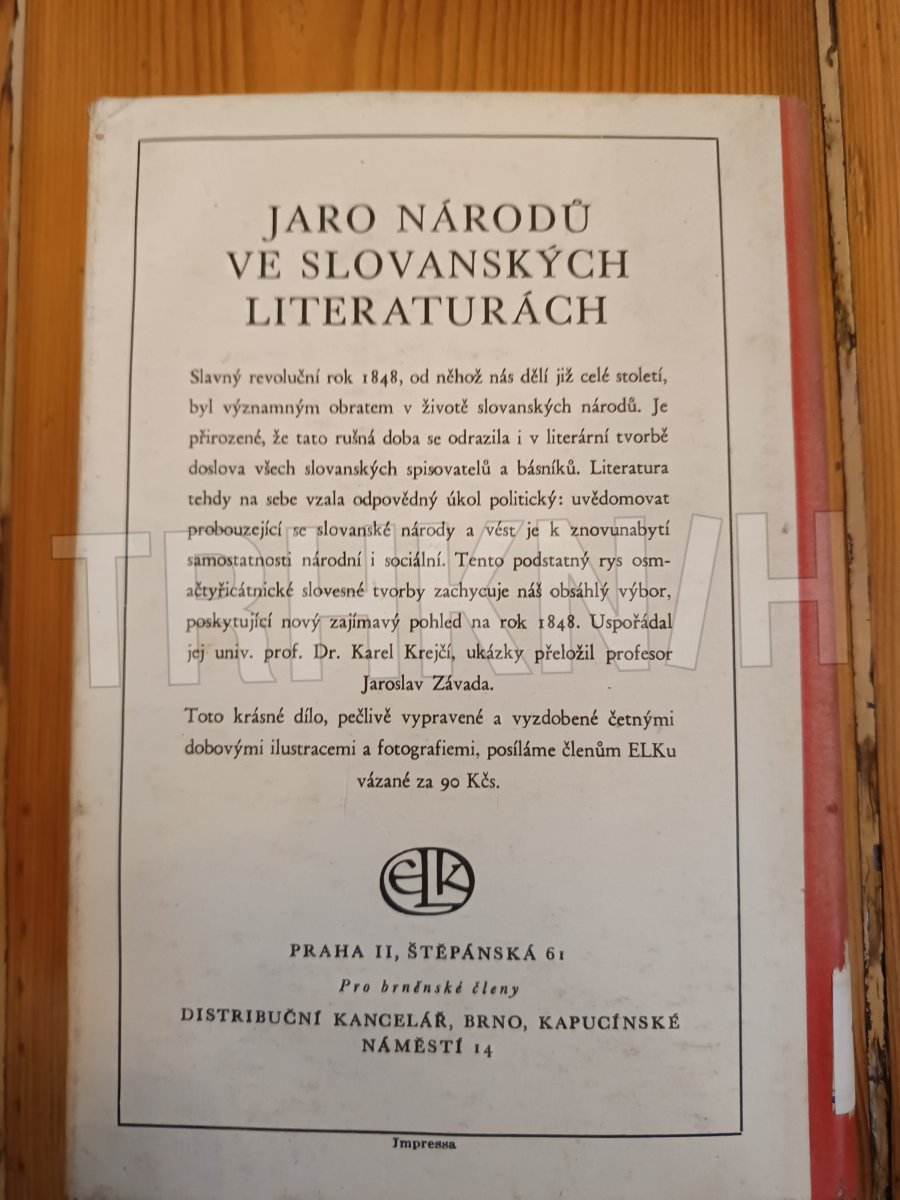 JARO NÁRODŮ
VE SLOVANSKÝCH
LITERATURÁCH
Slavný revoluční rok 1848, od něhož nás dělí již celé století,
byl významným obratem v životě slovanských národů. Je
přirozené, že tato rušná doba se odrazila i v literární tvorbě
doslova všech slovanských spisovatelů a básníků. Literatura
tehdy na sebe vzala odpovědný úkol politický: uvědomovat
probouzející se slovanské národy a vést je k znovunabytí
samostatnosti národní i sociální. Tento podstatný rys osm-
ačtyřicátnické slovesné tvorby zachycuje náš obsáhlý výbor,
poskytující nový zajímavý pohled na rok 1848. Uspořádal
jej univ. prof. Dr. Karel Krejčí, ukázky přeložil profesor
Jaroslav Závada.
Toto krásné dílo, pečlivě vypravené a vyzdobené četnými
dobovými ilustracemi a fotografiemi, posíláme členům ELKu
vázané za 90 Kčs.
ELK
PRAHA II, ŠTĚPÁNSKÁ 61
Pro brněnské členy
DISTRIBUČNÍ KANCELÁŘ, BRNO, KAPUCÍNSKÉ
NÁMĚSTÍ 14
Impressa